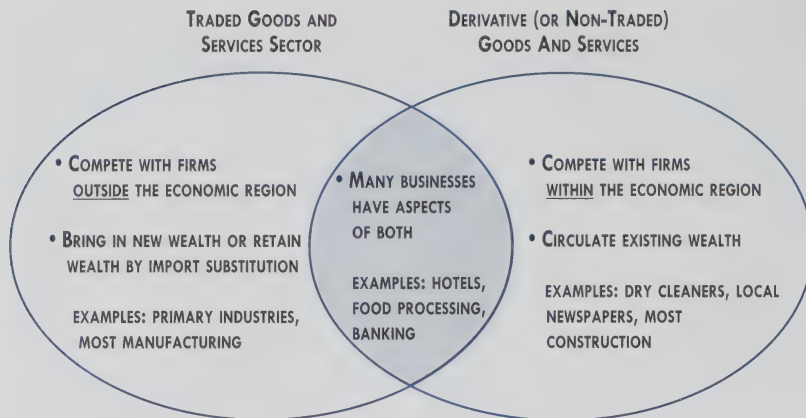 TRADED GOODS AND
SERVICES SECTOR
DERIVATIVE (OR NON-TRADED)
GOODS AND SERVICES
• COMPETE WITH FIRMS
OUTSIDE THE ECONOMIC REGION
• BRING IN NEW WEALTH OR RETAIN
WEALTH BY IMPORT SUBSTITUTION
EXAMPLES: PRIMARY INDUSTRIES,
MOST MANUFACTURING
• MANY BUSINESSES
HAVE ASPECTS
OF BOTH
EXAMPLES: HOTELS,
FOOD PROCESSING,
BANKING
• COMPETE WITH FIRMS
WITHIN THE ECONOMIC REGION
• CIRCULATE EXISTING WEALTH
EXAMPLES: DRY CLEANERS, LOCAL
NEWSPAPERS, MOST
CONSTRUCTION